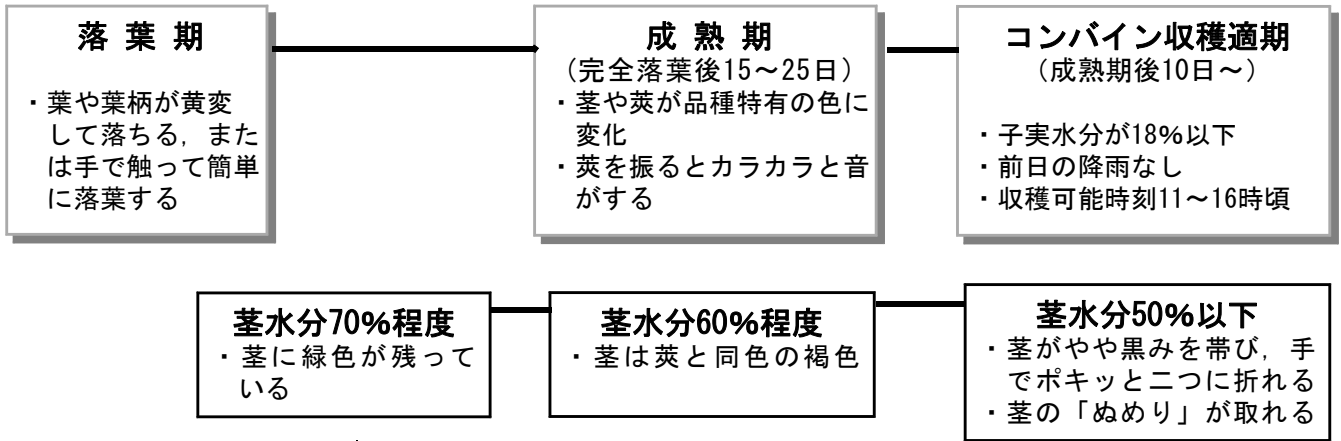 落 葉 期
・葉や葉柄が黄変
して落ちる，また
は手で触って簡単
に落葉する
成 熟 期
（完全落葉後15～25日）
・茎や莢が品種特有の色に
変化
・莢を振るとカラカラと音
がする
コンバイン収穫適期
（成熟期後10日～）
・子実水分が18%以下
・前日の降雨なし
・収穫可能時刻11～16時頃
茎水分70%程度
・茎に緑色が残って
いる
茎水分60%程度
・茎は莢と同色の褐色
茎水分50%以下
・茎がやや黒みを帯び，手
でポキッと二つに折れる
・茎の「ぬめり」が取れる